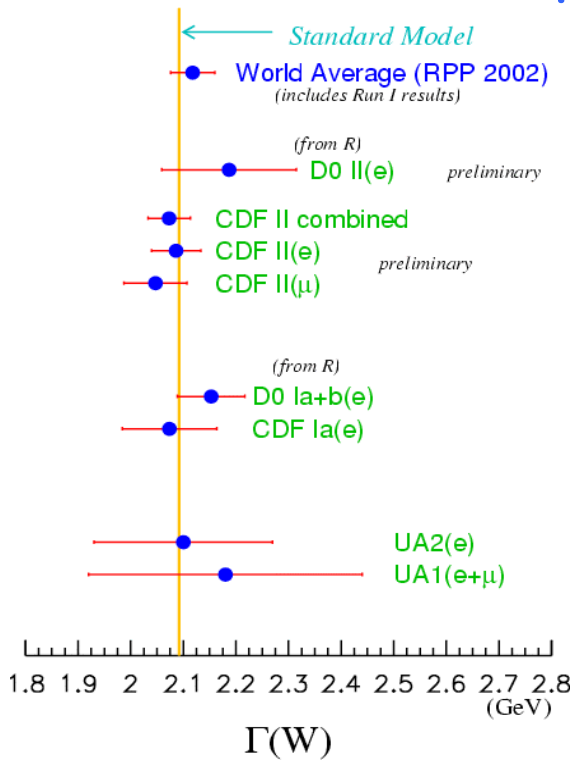 Standard Model
World Average (RPP 2002)
(includes Run I results)
(from R)
D0 II(e)
preliminary
CDF II combined
CDF II(e)
preliminary
CDF II(μ)
(from R)
D0 Ia+b(e)
CDF Ia(e)
UA2(e)
UA1(e+μ)
1.8 1.9 2 2.1 2.2 2.3 2.4 2.5 2.6 2.7 2.8
(GeV)
Γ(W)